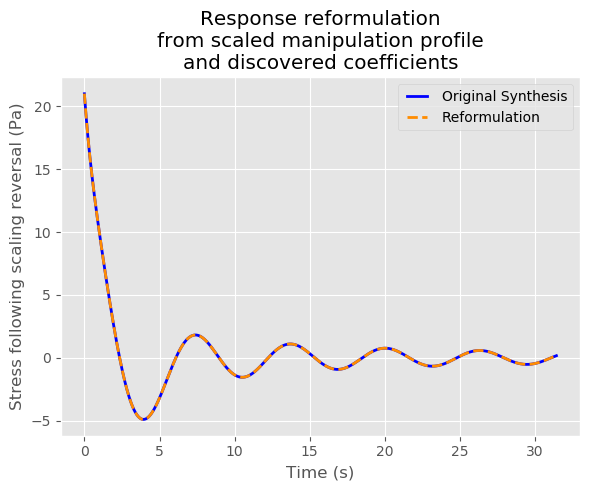 Response reformulation
from scaled manipulation profile
and discovered coefficients
Original Synthesis
Reformulation
Stress following scaling reversal (Pa)
20
15
10
5
0
−5
0
5
10
15
20
25
30
Time (s)